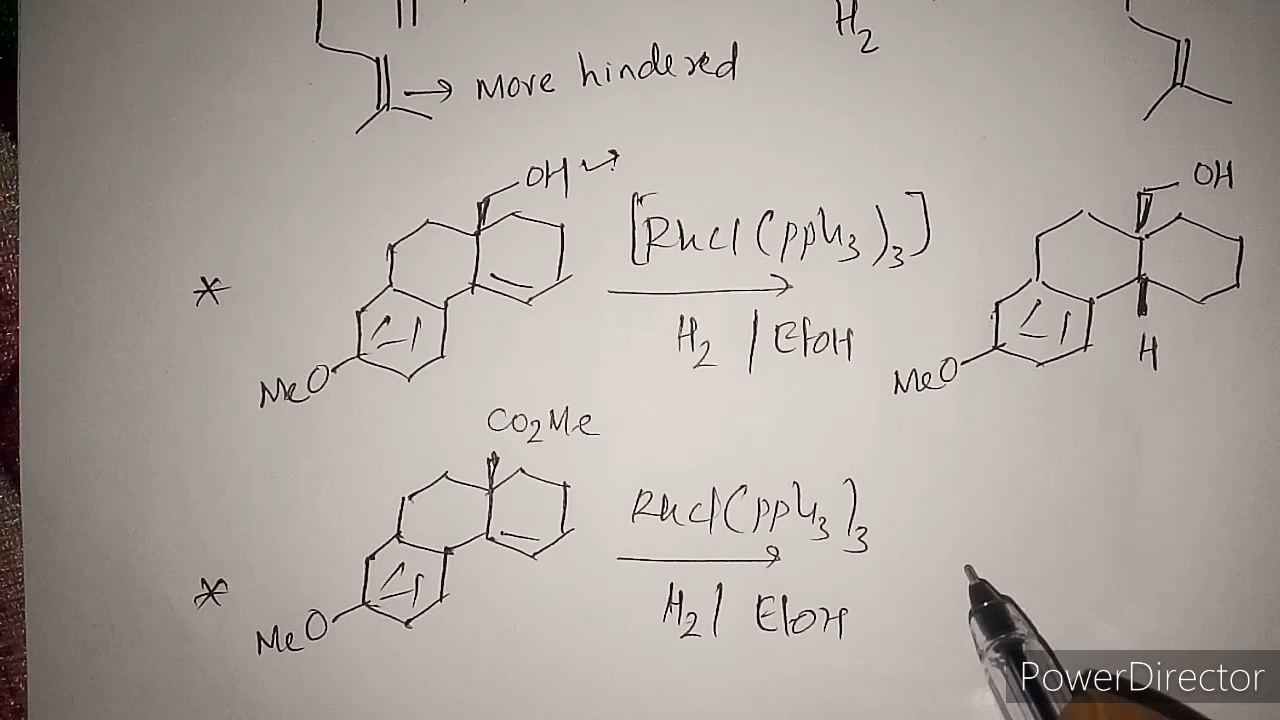 H2
→ More hindered
OH
OH
[Rhcl (pph3)3]
*
H2 / EtOH
H
MeO
MeO
CO2Me
Rhcl(pph3)3
*
H2 / EtOH
MeO
PowerDirector